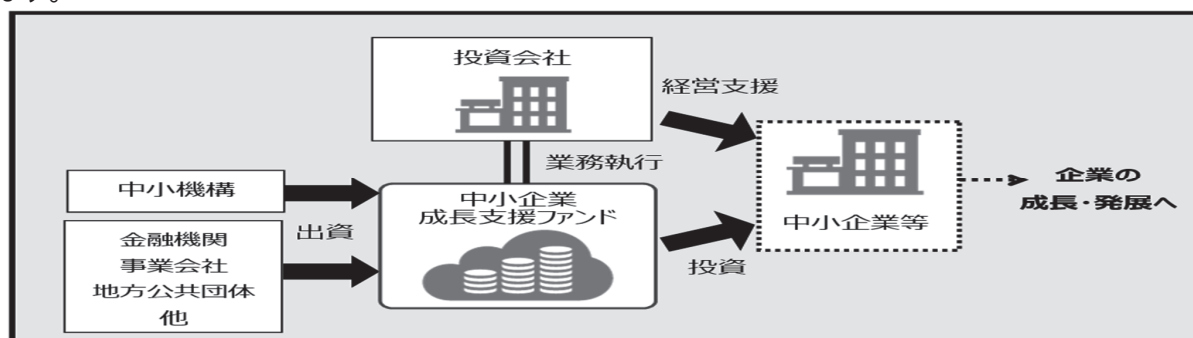 ます。
投資会社
経営支援
業務執行
中小機構
中小企業
成長支援ファンド
出資
金融機関
事業会社
地方公共団体
他
投資
中小企業等
企業の
成長・発展へ